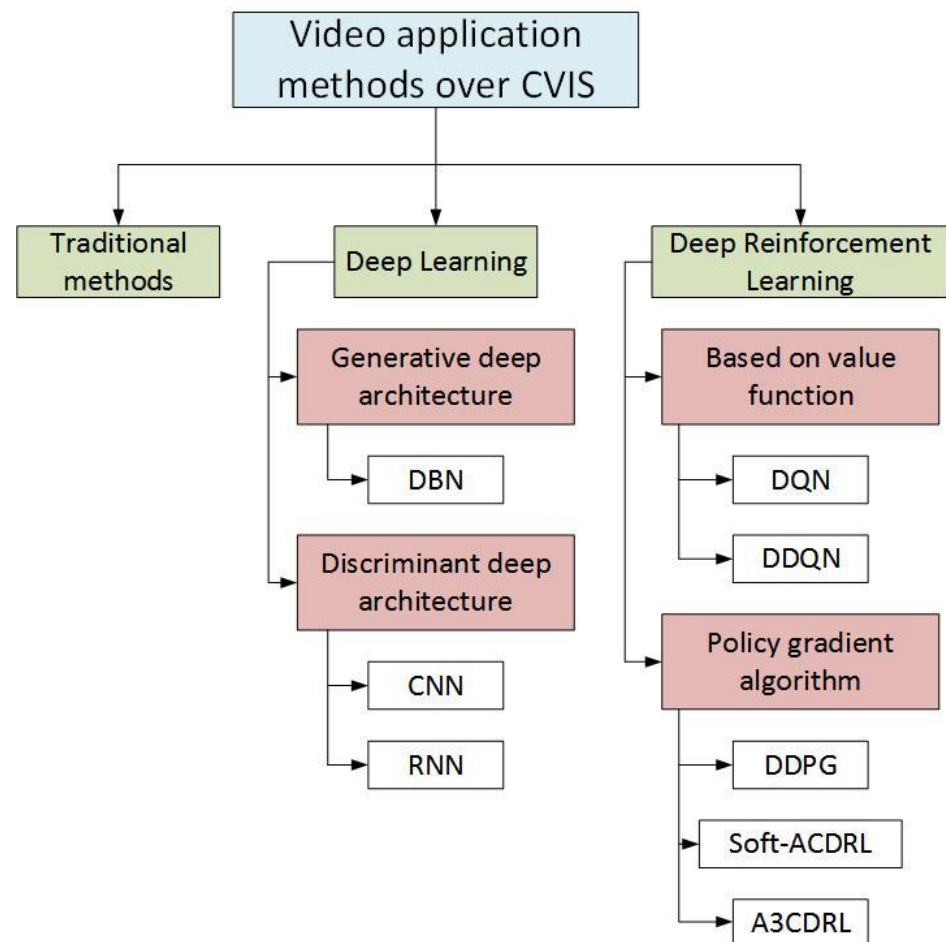 Video application
methods over CVIS
Traditional
methods
Deep Learning
Generative deep
architecture
DBN
Discriminant deep
architecture
CNN
RNN
Deep Reinforcement
Learning
Based on value
function
DQN
DDQN
Policy gradient
algorithm
DDPG
Soft-ACDRL
A3CDRL